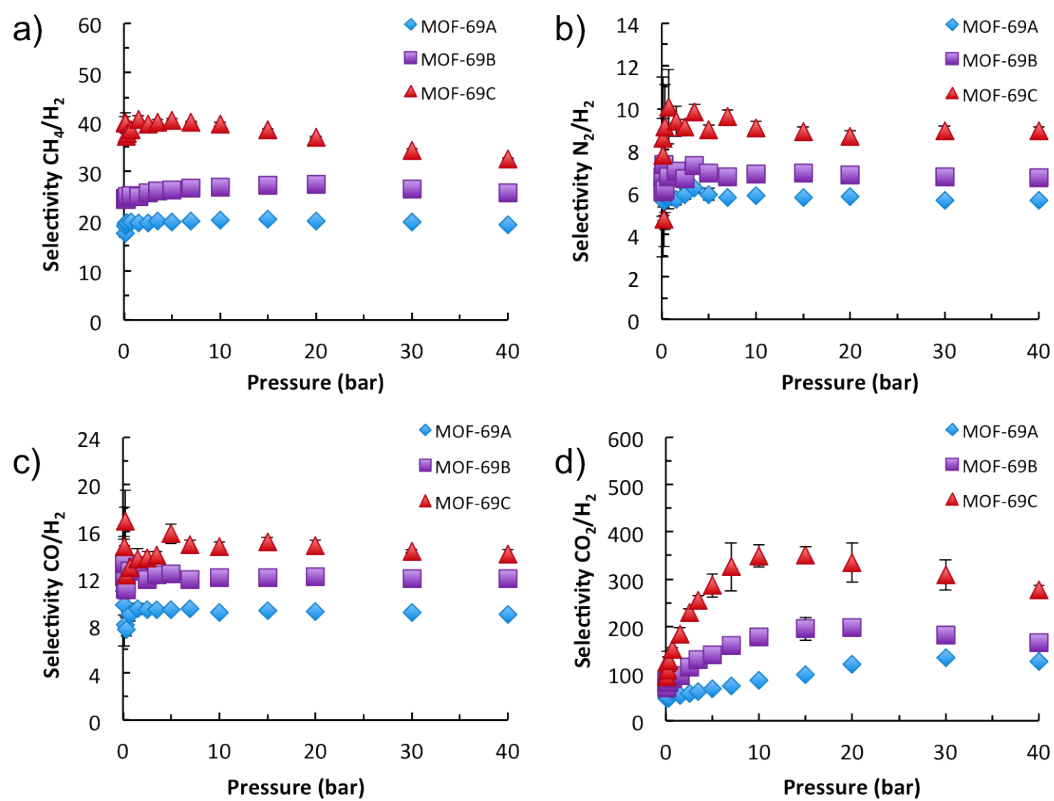 a)
Selectivity CH4/H2
60
50
40
30
20
10
0
MOF-69A
MOF-69B
MOF-69C
0 10 20 30 40
Pressure (bar)
b)
Selectivity N2/H2
14
12
10
8
6
4
2
0
MOF-69A
MOF-69B
MOF-69C
0 10 20 30 40
Pressure (bar)
c)
Selectivity CO/H2
24
20
16
12
8
4
0
MOF-69A
MOF-69B
MOF-69C
0 10 20 30 40
Pressure (bar)
d)
Selectivity CO2/H2
600
500
400
300
200
100
0
MOF-69A
MOF-69B
MOF-69C
0 10 20 30 40
Pressure (bar)